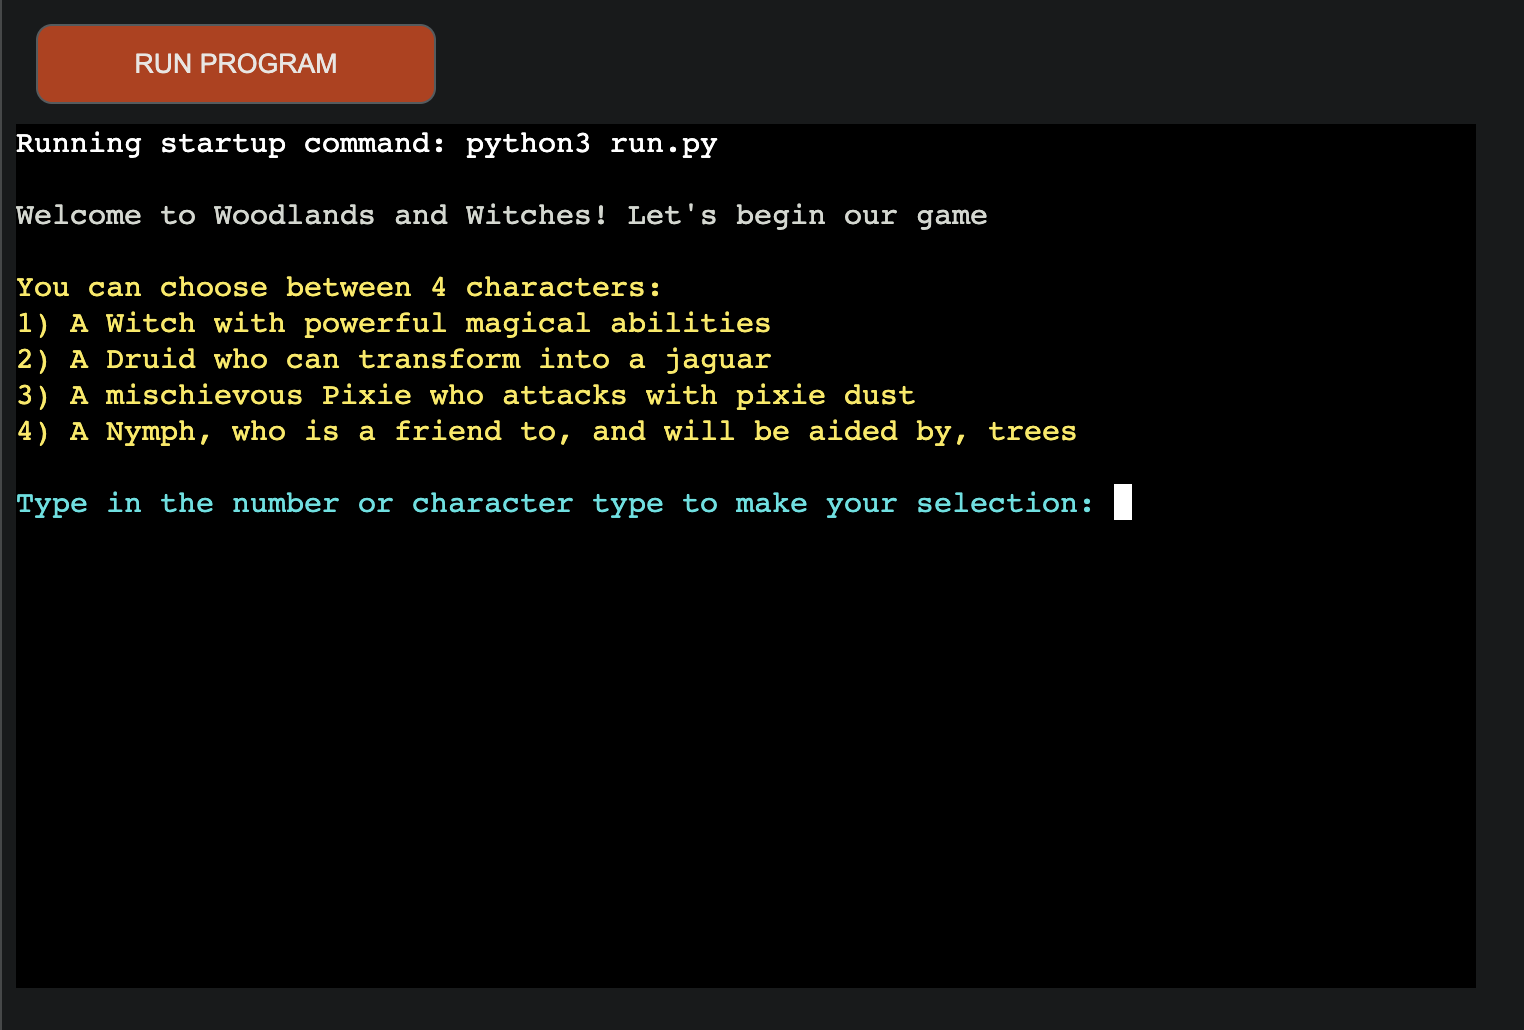 RUN PROGRAM
Running startup command: python3 run.py
Welcome to Woodlands and Witches! Let's begin our game
You can choose between 4 characters:
1) A Witch with powerful magical abilities
2) A Druid who can transform into a jaguar
3) A mischievous Pixie who attacks with pixie dust
4) A Nymph, who is a friend to, and will be aided by, trees
Type in the number or character type to make your selection: